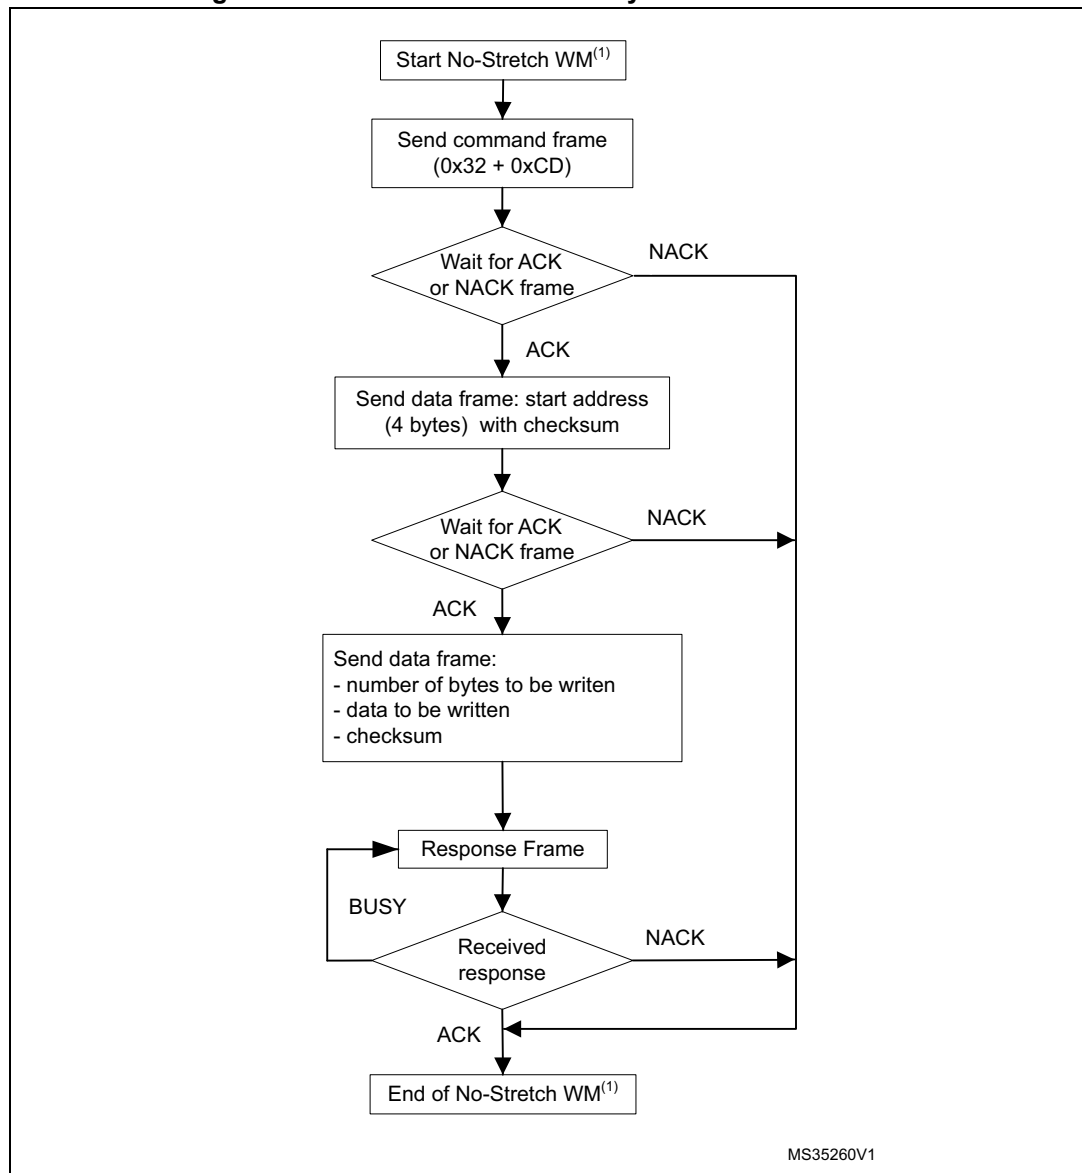 Start No-Stretch WM(1)
Send command frame
(0x32 + 0xCD)
Wait for ACK
or NACK frame
NACK
ACK
Send data frame: start address
(4 bytes) with checksum
Wait for ACK
or NACK frame
NACK
ACK
Send data frame:
- number of bytes to be writen
- data to be written
- checksum
Response Frame
BUSY
Received
response
NACK
ACK
End of No-Stretch WM(1)
MS35260V1